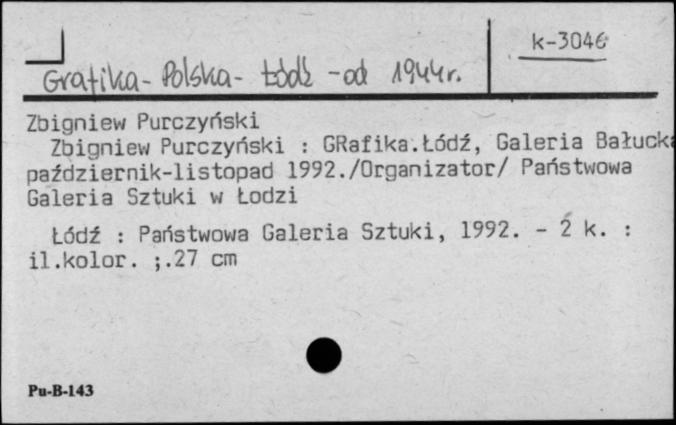 k-3046
Grafika - Polska - Łódź - od 1944r.
Zbigniew Purczyński
Zbigniew Purczyński : GRafika.Łódź, Galeria Bałucka
październik-listopad 1992./Organizator/ Państwowa
Galeria Sztuki w Łodzi
Łódź : Państwowa Galeria Sztuki, 1992. - 2 k. :
il.kolor. ;.27 cm
Pu-B-143